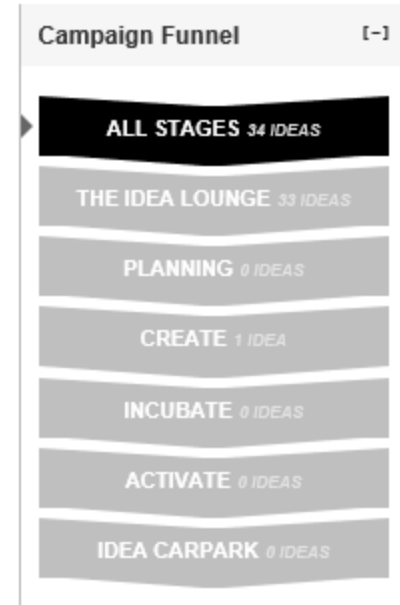 Campaign Funnel [-]
ALL STAGES 34 IDEAS
THE IDEA LOUNGE 33 IDEAS
PLANNING 0 IDEAS
CREATE 1 IDEA
INCUBATE 0 IDEAS
ACTIVATE 0 IDEAS
IDEA CARPARK 0 IDEAS